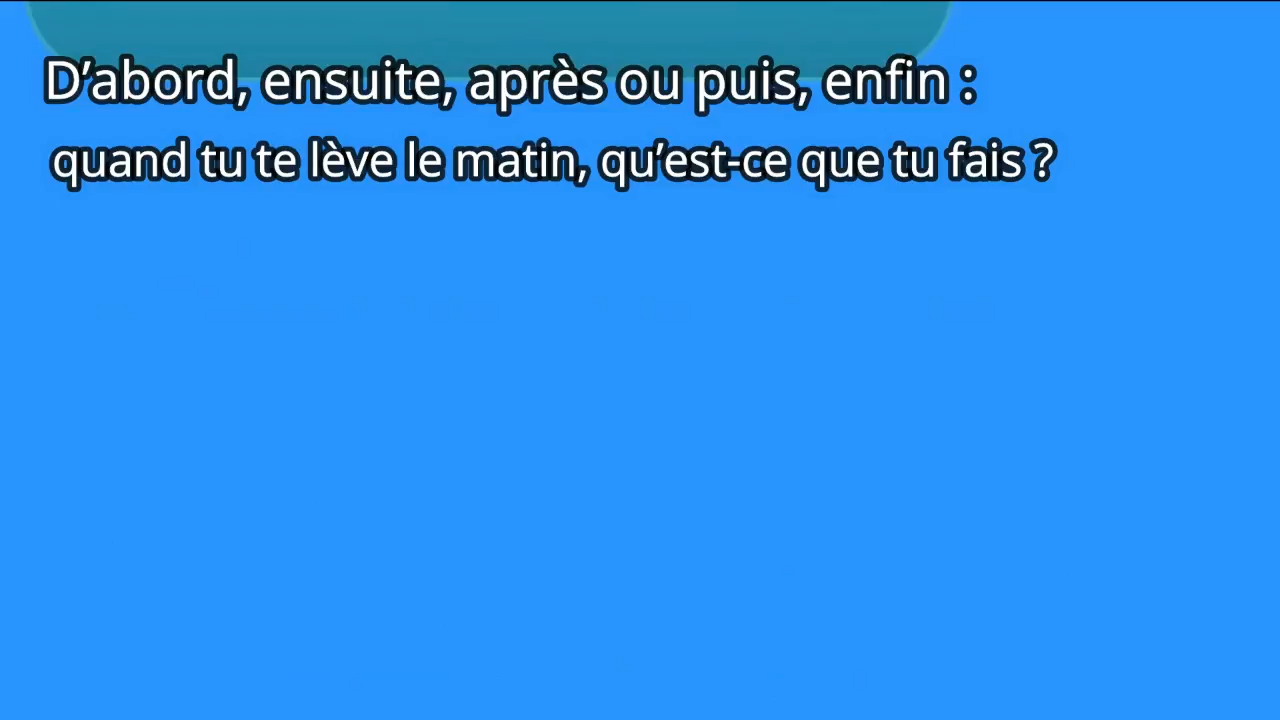 D’abord, ensuite, après ou puis, enfin :
quand tu te lève le matin, qu’est-ce que tu fais ?